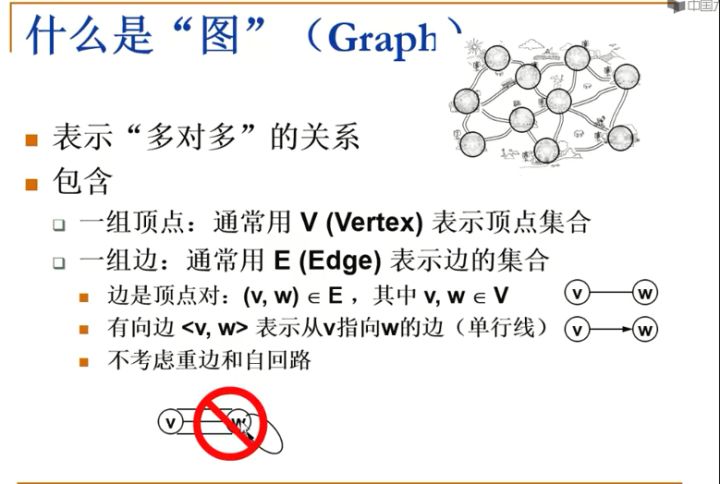 什么是“图”（Graph）
中国
表示“多对多”的关系
包含
一组顶点：通常用 V (Vertex) 表示顶点集合
一组边：通常用 E (Edge) 表示边的集合
边是顶点对：(v, w) ∈ E ，其中 v, w ∈ V
v w
有向边 <v, w> 表示从v指向w的边（单行线）
v w
不考虑重边和自回路
v w